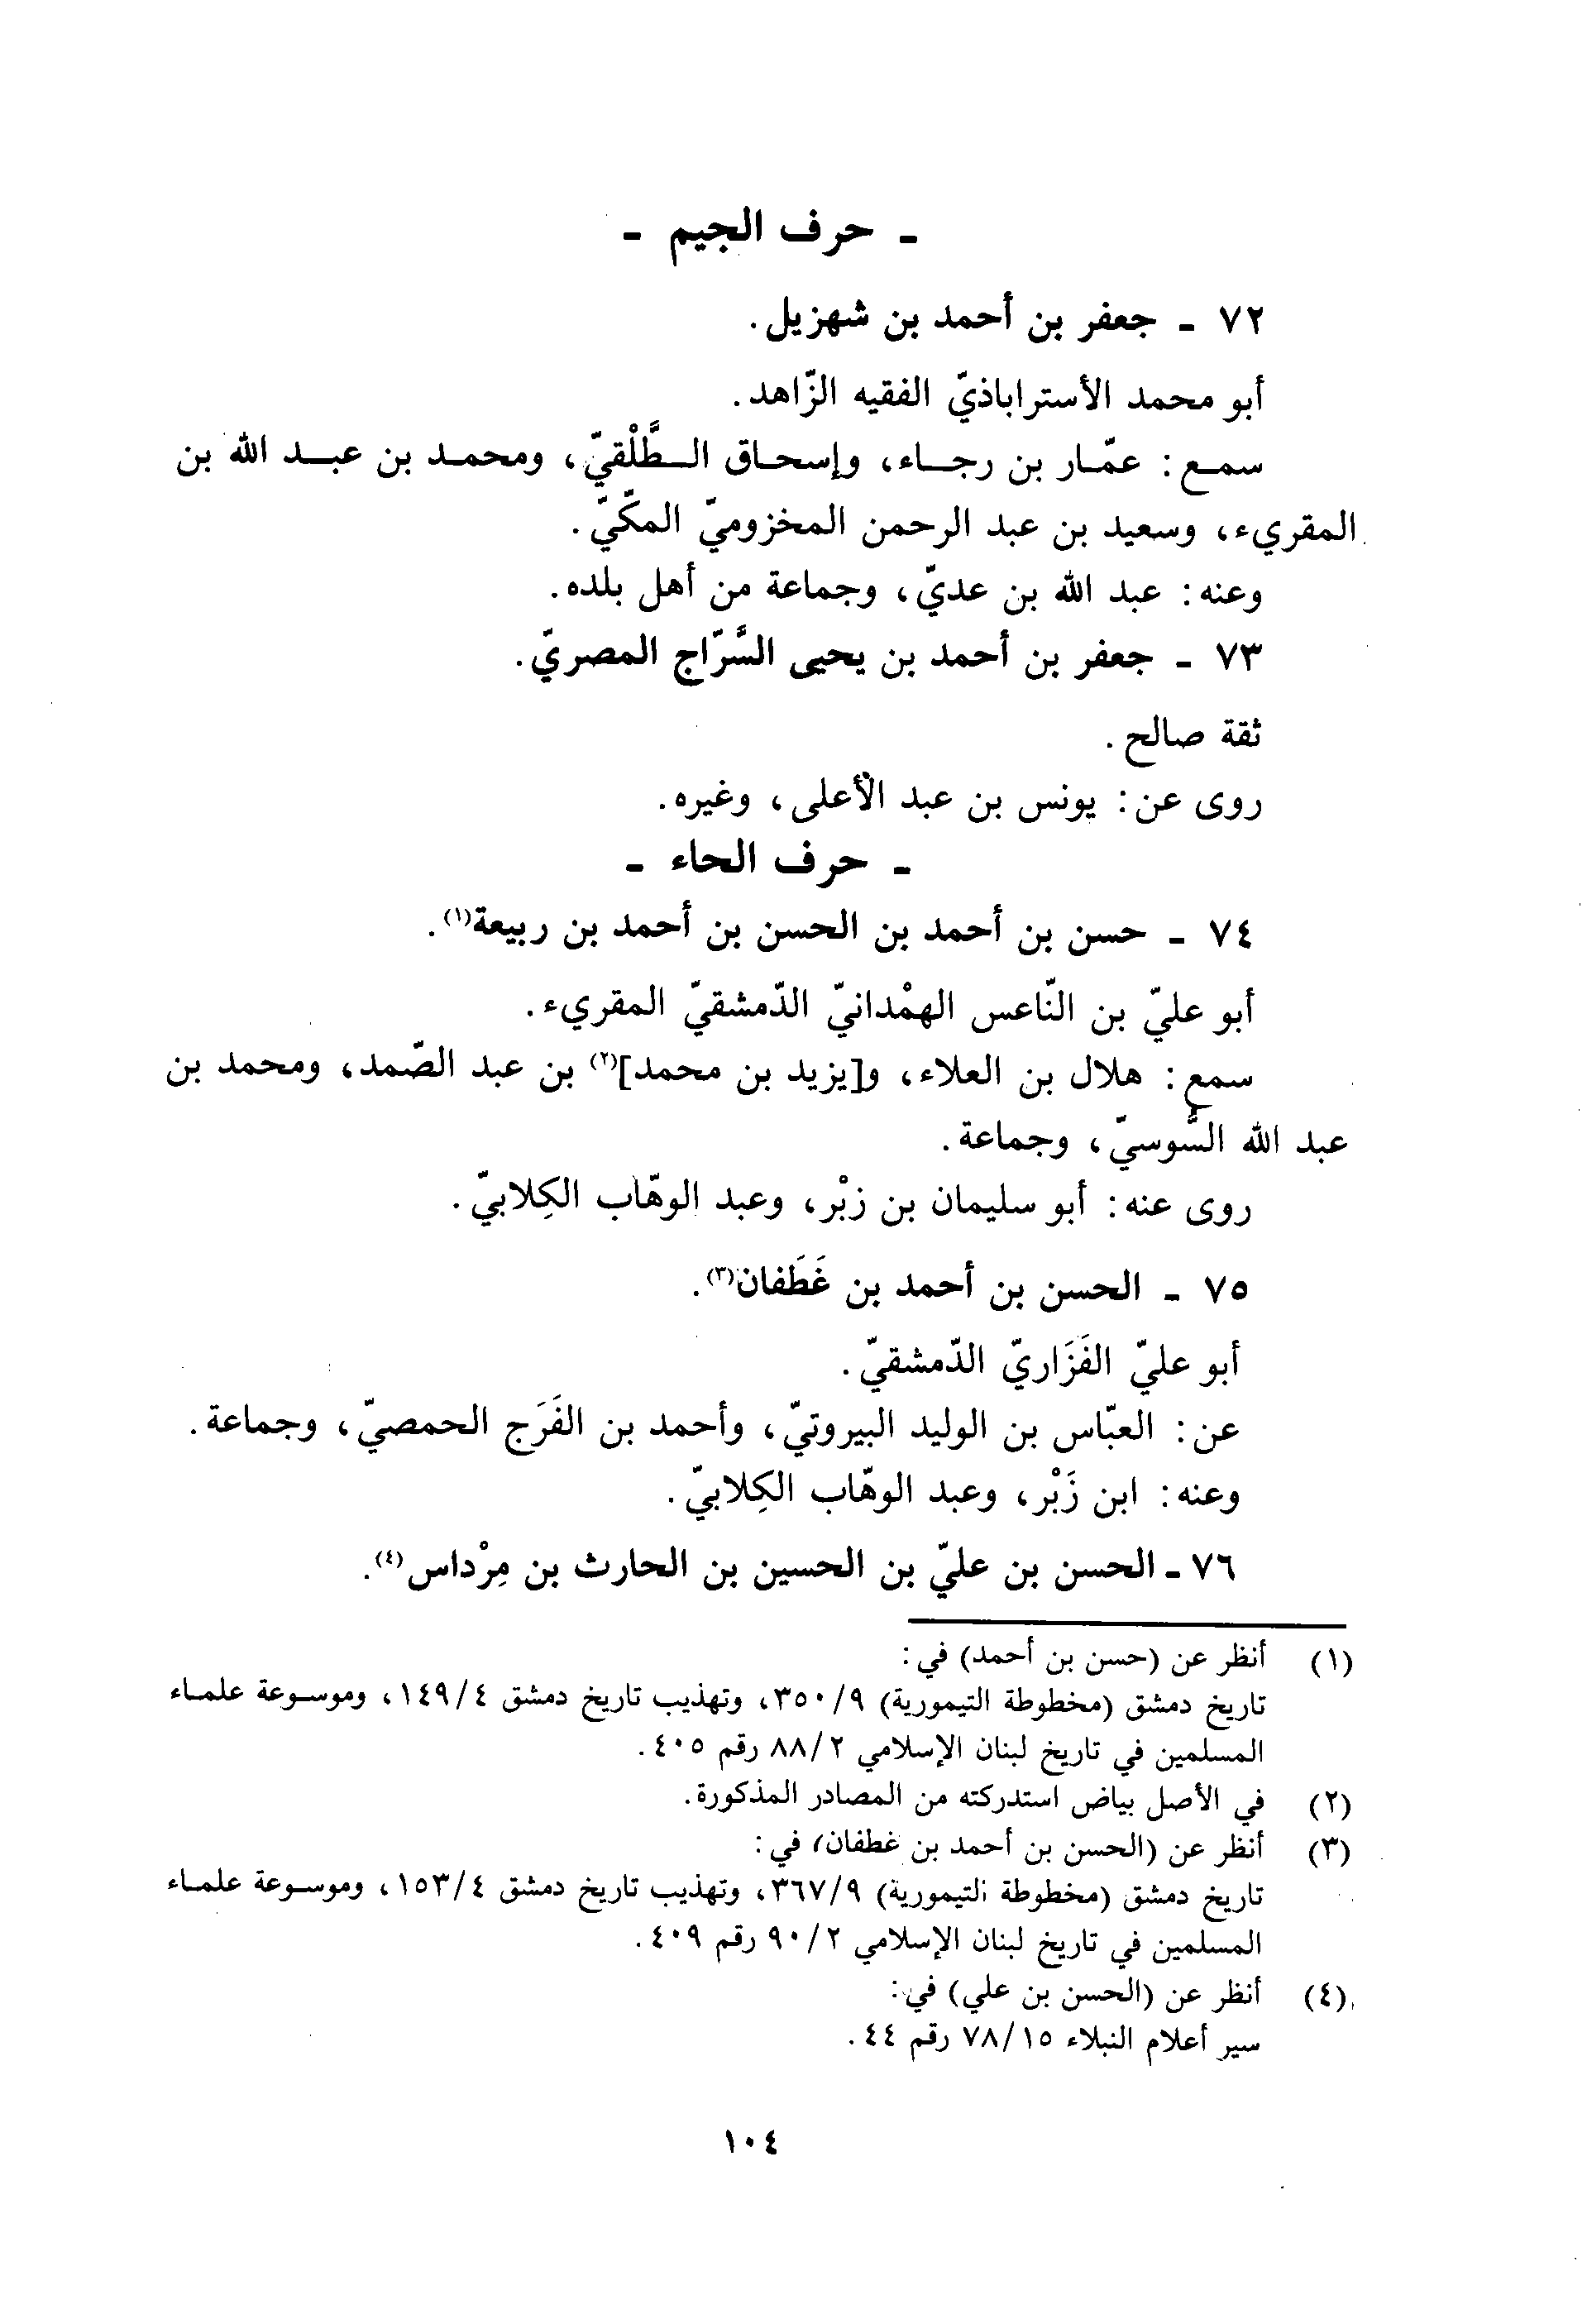 ـ حرف الجيم ـ
٧٢ ـ جعفر بن أحمد بن شهزيل.
أبو محمد الأستراباذيّ الفقيه الزّاهد.
سمع: عمّار بن رجاء، وإسحاق الطَّلْقيّ، ومحمد بن عبد الله بن
المقريء، وسعيد بن عبد الرحمن المخزوميّ المكّيّ.
وعنه: عبد الله بن عديّ، وجماعة من أهل بلده.
٧٣ ـ جعفر بن أحمد بن يحيى السَّرّاج المصريّ.
ثقة صالح.
روى عن: يونس بن عبد الأعلى، وغيره.
ـ حرف الحاء ـ
٧٤ ـ حسن بن أحمد بن الحسن بن أحمد بن ربيعة(١).
أبو عليّ بن النّاعس الهمْدانيّ الدّمشقيّ المقريء.
سمع: هلال بن العلاء، و[يزيد بن محمد](٢) بن عبد الصّمد، ومحمد بن
عبد الله السُّوسيّ، وجماعة.
روى عنه: أبو سليمان بن زبْر، وعبد الوهّاب الكِلابيّ.
٧٥ ـ الحسن بن أحمد بن غَطَفان(٣).
أبو عليّ الفَزَاريّ الدّمشقيّ.
عن: العبّاس بن الوليد البيروتيّ، وأحمد بن الفَرَج الحمصيّ، وجماعة.
وعنه: ابن زَبْر، وعبد الوهّاب الكِلابيّ.
٧٦ ـ الحسن بن عليّ بن الحسين بن الحارث بن مِرْداس(٤).
(١) أنظر عن (حسن بن أحمد) في:
تاريخ دمشق (مخطوطة التيمورية) ٣٥٠/٩، وتهذيب تاريخ دمشق ١٤٩/٤، وموسوعة علماء
المسلمين في تاريخ لبنان الإسلامي ٨٨/٢ رقم ٤٠٥.
(٢) في الأصل بياض استدركته من المصادر المذكورة.
(٣) أنظر عن (الحسن بن أحمد بن غطفان) في:
تاريخ دمشق (مخطوطة التيمورية) ٣٦٧/٩، وتهذيب تاريخ دمشق ١٥٣/٤، وموسوعة علماء
المسلمين في تاريخ لبنان الإسلامي ٩٠/٢ رقم ٤٠٩.
(٤) أنظر عن (الحسن بن علي) في:
سير أعلام النبلاء ٧٨/١٥ رقم ٤٤.
١٠٤